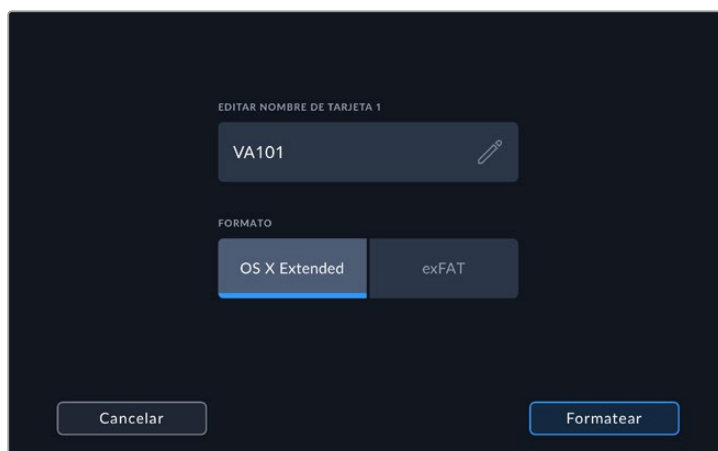 EDITAR NOMBRE DE TARJETA 1
VA101
FORMATO
OS X Extended
exFAT
Cancelar
Formatear